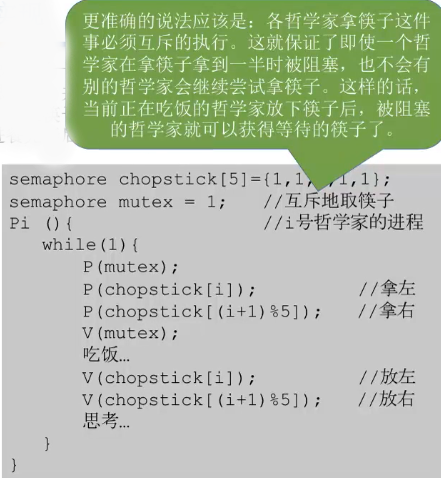 更准确的说法应该是：各哲学家拿筷子这件
事必须互斥的执行。这就保证了即使一个哲
学家在拿筷子拿到一半时被阻塞，也不会有
别的哲学家会继续尝试拿筷子。这样的话，
当前正在吃饭的哲学家放下筷子后，被阻塞
的哲学家就可以获得等待的筷子了。
semaphore chopstick[5]={1,1,1,1,1};
semaphore mutex = 1; //互斥地取筷子
Pi (){ //i号哲学家的进程
while(1){
P(mutex);
P(chopstick[i]); //拿左
P(chopstick[(i+1)%5]); //拿右
V(mutex);
吃饭…
V(chopstick[i]); //放左
V(chopstick[(i+1)%5]); //放右
思考…
}
}